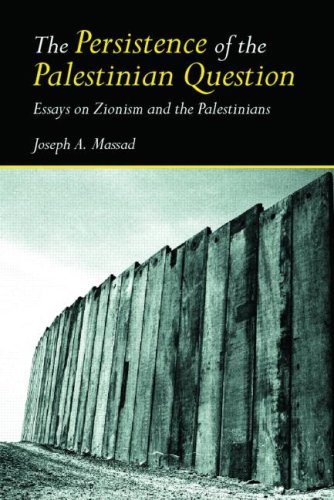 The Persistence of the
Palestinian Question
Essays on Zionism and the Palestinians
Joseph A. Massad